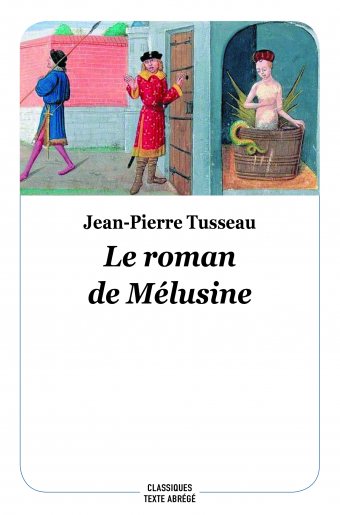 Jean-Pierre Tusseau
Le roman
de Mélusine
CLASSIQUES
TEXTE ABRÉGÉ